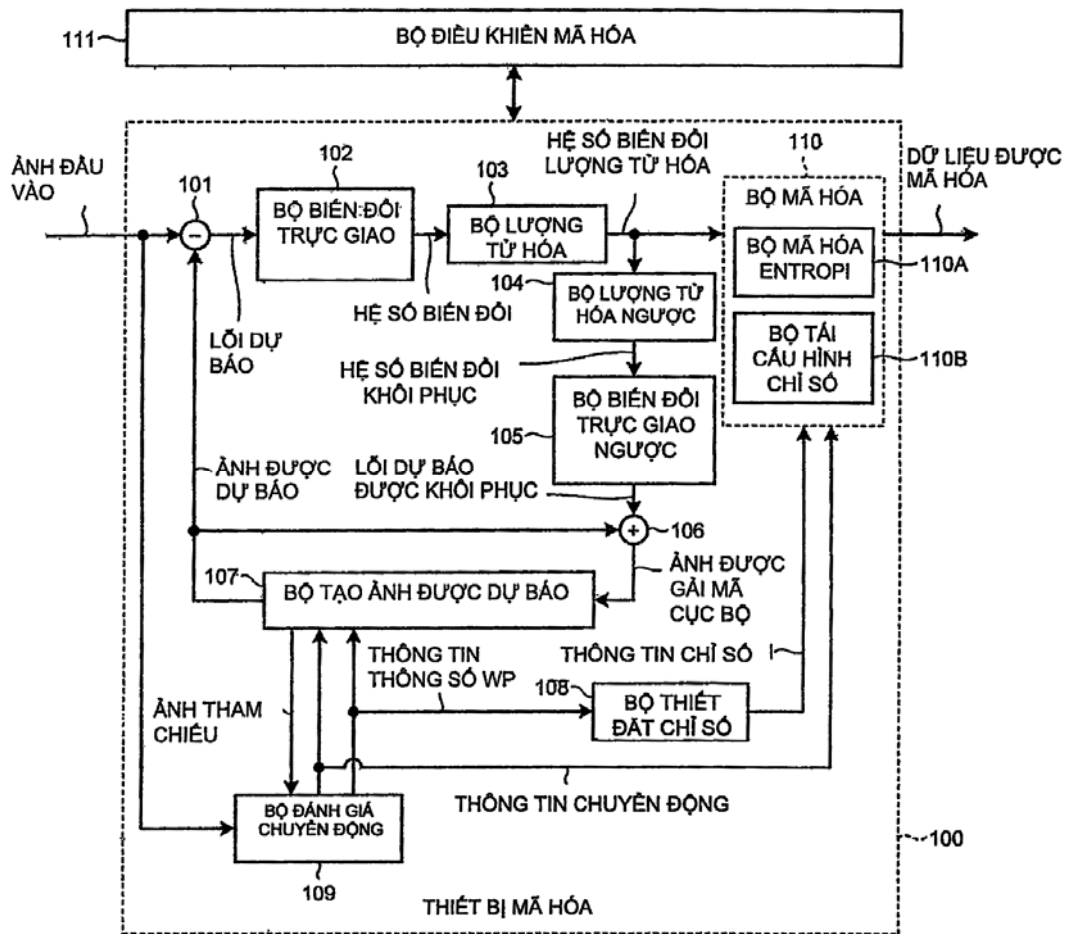 111
BỘ ĐIỀU KHIỂN MÃ HÓA
ẢNH ĐẦU
VÀO
101
102
BỘ BIẾN ĐỔI
TRỰC GIAO
103
BỘ LƯỢNG
TỬ HÓA
HỆ SỐ BIẾN ĐỔI
LƯỢNG TỬ HÓA
110
BỘ MÃ HÓA
DỮ LIỆU ĐƯỢC
MÃ HÓA
BỘ MÃ HÓA
ENTROPI
110A
LỖI DỰ
BÁO
HỆ SỐ BIẾN ĐỔI
104
BỘ LƯỢNG TỬ
HÓA NGƯỢC
BỘ TÁI
CẤU HÌNH
CHỈ SỐ
110B
HỆ SỐ BIẾN ĐỔI
KHÔI PHỤC
105
BỘ BIẾN ĐỔI
TRỰC GIAO
NGƯỢC
ẢNH ĐƯỢC
DỰ BÁO
LỖI DỰ BÁO
ĐƯỢC KHÔI PHỤC
106
107
BỘ TẠO ẢNH ĐƯỢC DỰ BÁO
ẢNH ĐƯỢC
GẢI MÃ
CỤC BỘ
THÔNG TIN
THÔNG SỐ WP
THÔNG TIN CHỈ SỐ
108
BỘ THIẾT
ĐẶT CHỈ SỐ
ẢNH THAM
CHIẾU
BỘ ĐÁNH GIÁ
CHUYỂN ĐỘNG
109
THÔNG TIN CHUYỂN ĐỘNG
100
THIẾT BỊ MÃ HÓA